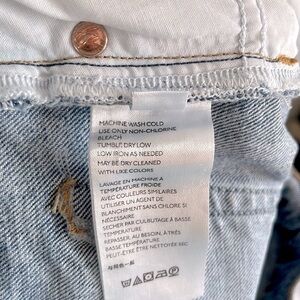 MACHINE WASH COLD
USE ONLY NON-CHLORINE
BLEACH
TUMBLE DRY LOW
LOW IRON AS NEEDED
MAY BE DRY CLEANED
WITH LIKE COLORS
LAVAGE EN MACHINE A
TEMPÉRATURE FROIDE
AVEC COULEURS SIMILAIRES
UTILISER UN AGENT DE
BLANCHIMENT SANS CHLORE SI
NÉCESSAIRE
SÉCHER PAR CULBUTAGE À BASSE
TEMPÉRATURE
REPASSER, AU BESOIN, À
BASSE TEMPÉRATURE
PEUT-ÊTRE ÊTRE NETTOYÉ SEC